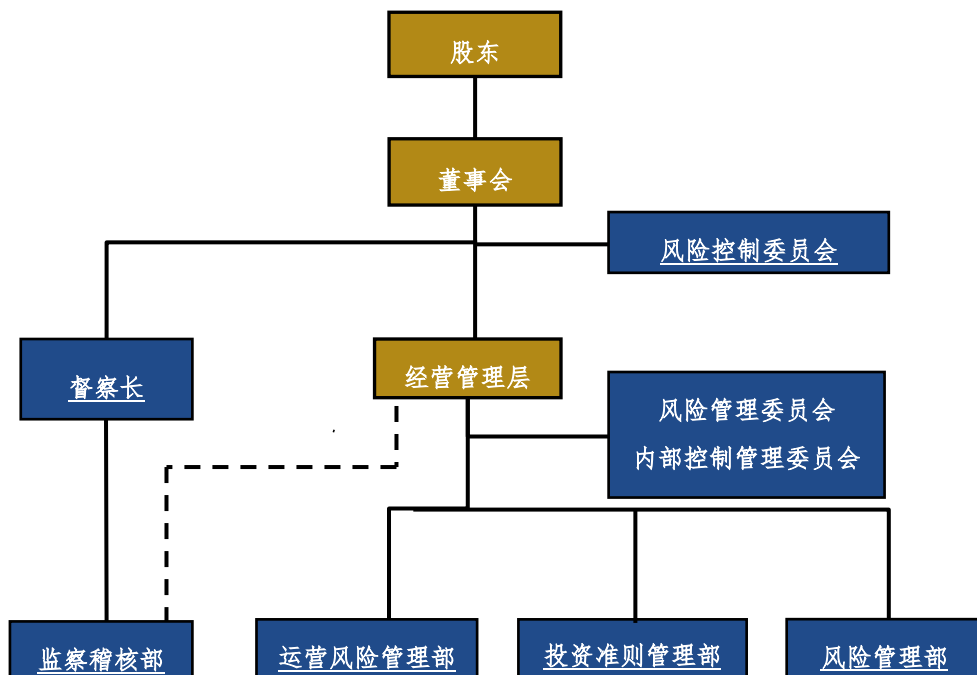 股东
董事会
风险控制委员会
督察长
经营管理层
风险管理委员会
内部控制管理委员会
监察稽核部
运营风险管理部
投资准则管理部
风险管理部